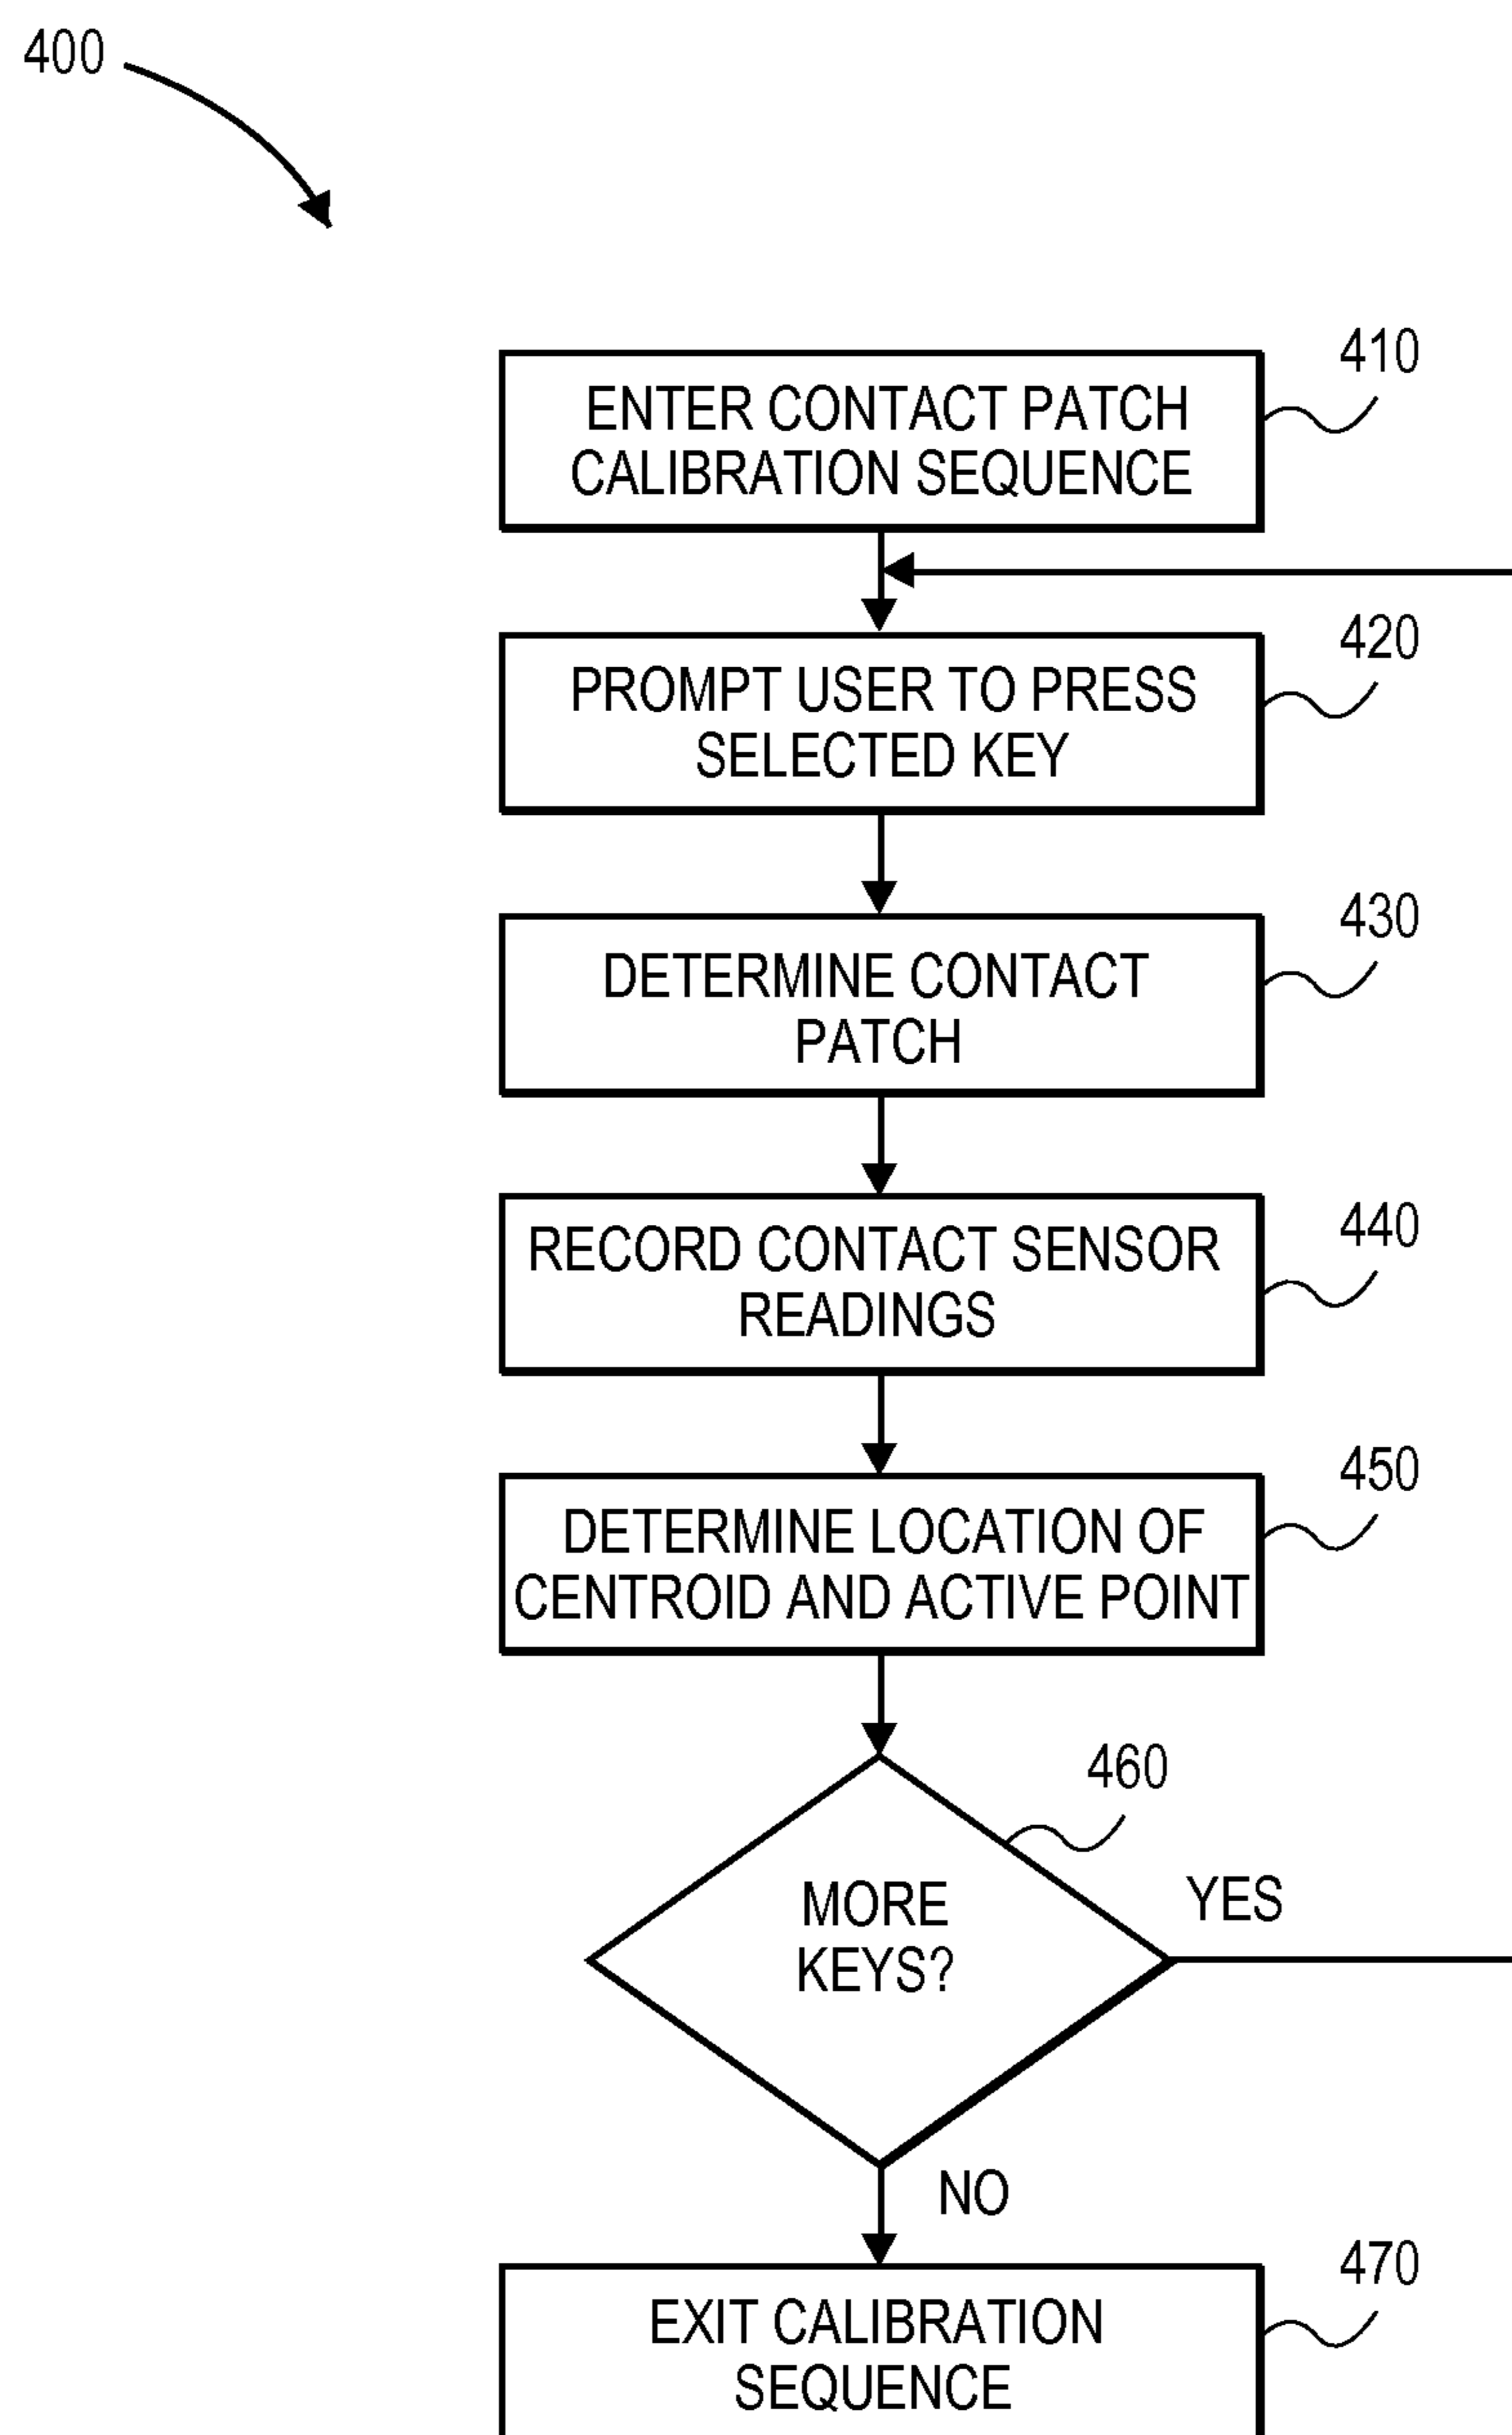 400
410
ENTER CONTACT PATCH
CALIBRATION SEQUENCE
420
PROMPT USER TO PRESS
SELECTED KEY
430
DETERMINE CONTACT
PATCH
440
RECORD CONTACT SENSOR
READINGS
450
DETERMINE LOCATION OF
CENTROID AND ACTIVE POINT
460
MORE
KEYS?
YES
NO
470
EXIT CALIBRATION
SEQUENCE